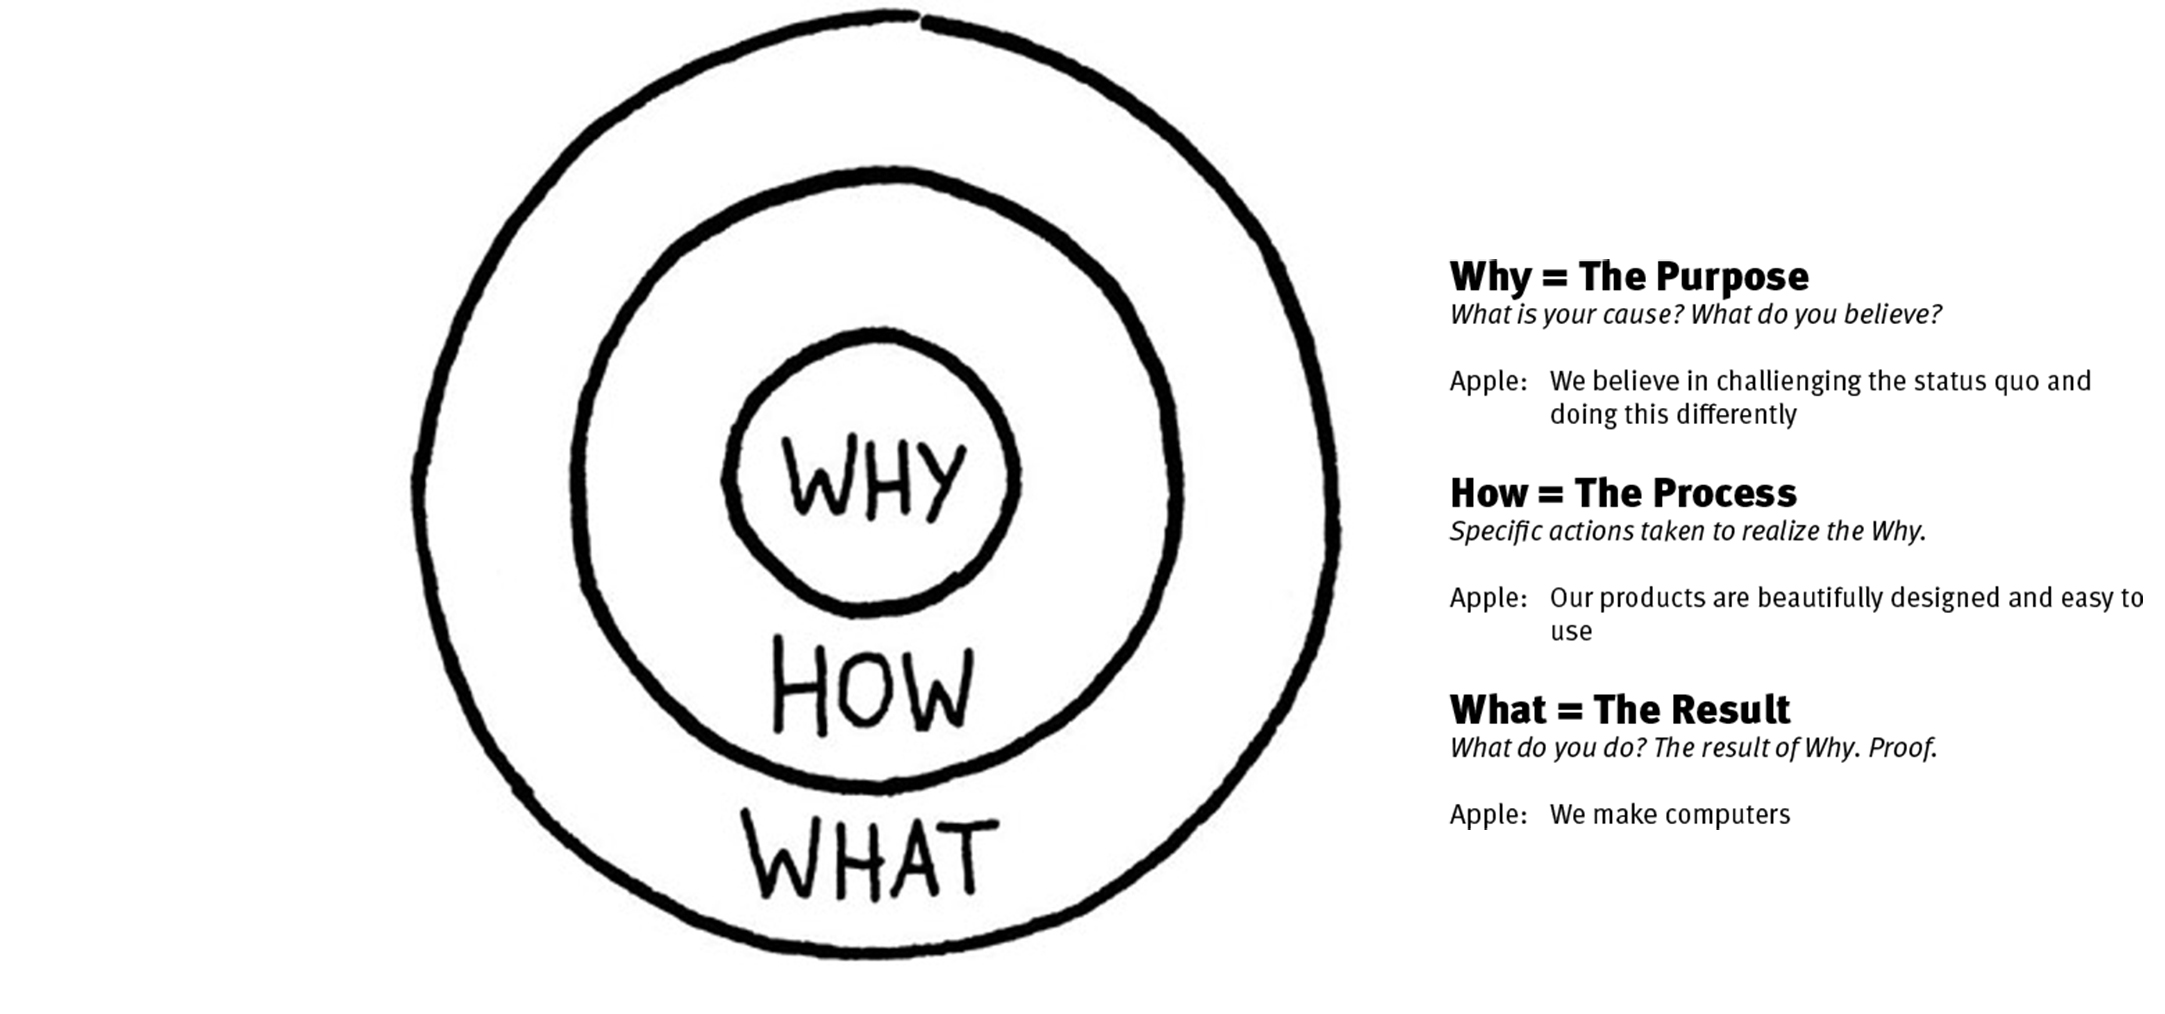 WHY
HOW
WHAT
Why = The Purpose
What is your cause? What do you believe?
Apple: We believe in challienging the status quo and
doing this differently
How = The Process
Specific actions taken to realize the Why.
Apple: Our products are beautifully designed and easy to
use
What = The Result
What do you do? The result of Why. Proof.
Apple: We make computers